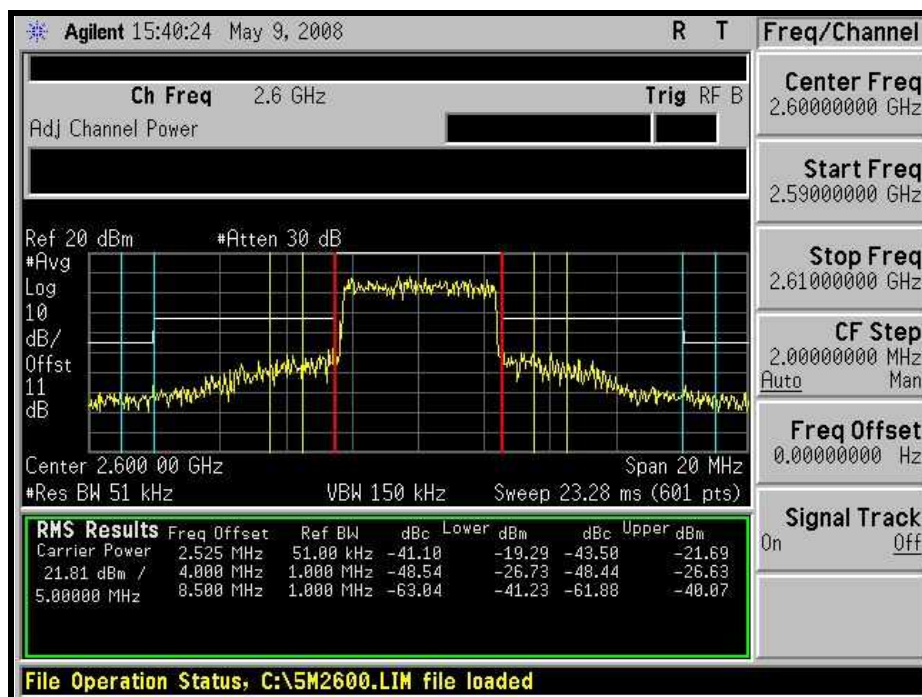 Agilent 15:40:24 May 9, 2008 R T
Freq/Channel
Ch Freq 2.6 GHz Trig RF B
Adj Channel Power
Center Freq
2.60000000 GHz
Start Freq
2.59000000 GHz
Stop Freq
2.61000000 GHz
CF Step
2.00000000 MHz
Auto Man
Freq Offset
0.00000000 Hz
Signal Track
On Off
Ref 20 dBm #Atten 30 dB
#Avg
Log
10
dB/
Offst
11
dB
Center 2.600 00 GHz Span 20 MHz
#Res BW 51 kHz VBW 150 kHz Sweep 23.28 ms (601 pts)
RMS Results Freq Offset Ref BW dBc Lower dBm dBc Upper dBm
Carrier Power 2.525 MHz 51.00 kHz -41.10 -19.29 -43.50 -21.69
21.81 dBm / 4.000 MHz 1.000 MHz -48.54 -26.73 -48.44 -26.63
5.00000 MHz 8.500 MHz 1.000 MHz -63.04 -41.23 -61.88 -40.07
File Operation Status, C:\5M2600.LIM file loaded